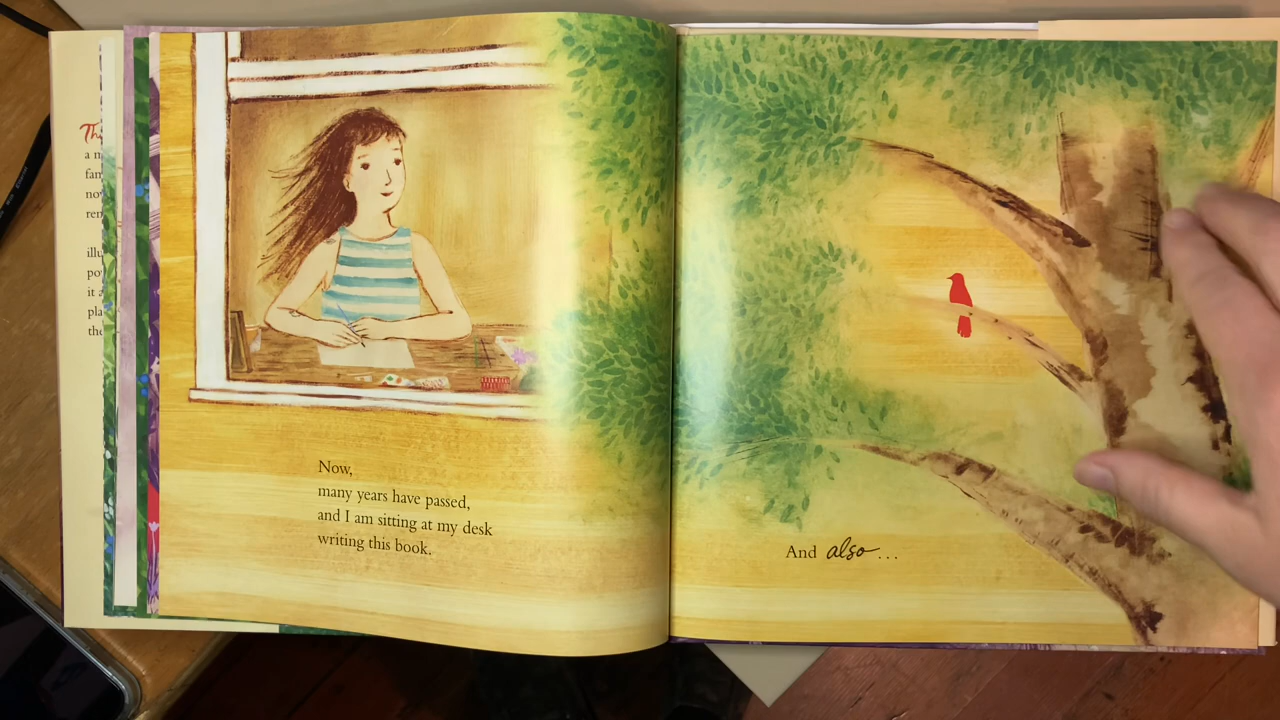 a
Now,
many years have passed,
and I am sitting at my desk
writing this book.
And also...